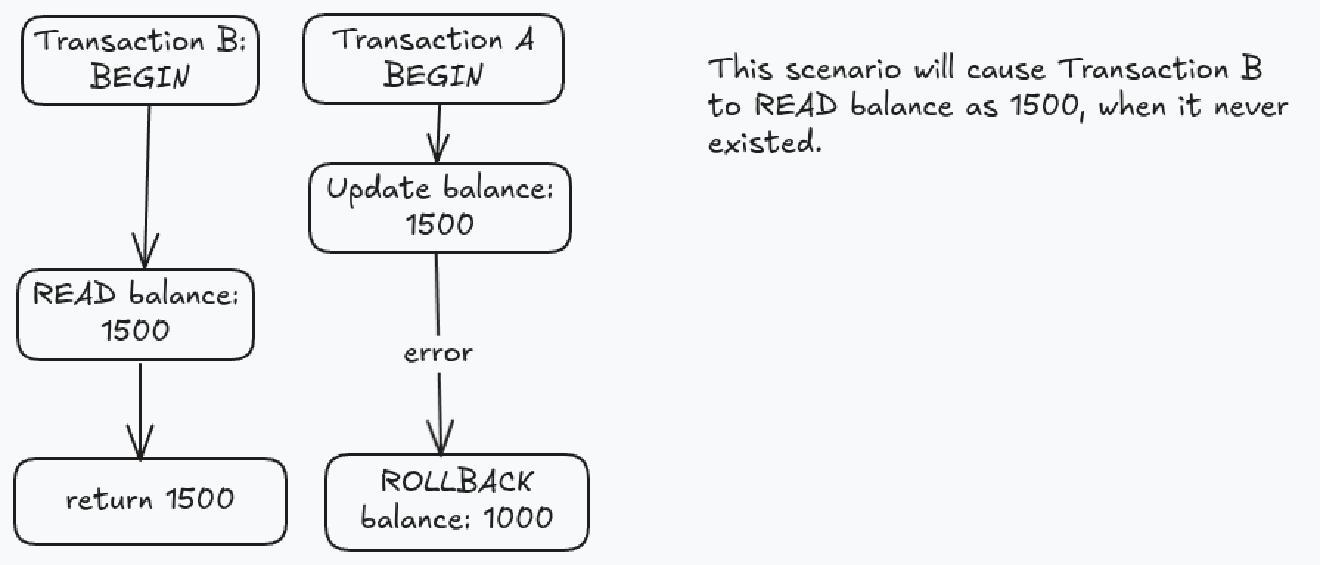 Transaction B:
BEGIN
READ balance:
1500
return 1500
Transaction A
BEGIN
Update balance:
1500
error
ROLLBACK
balance: 1000
This scenario will cause Transaction B
to READ balance as 1500, when it never
existed.